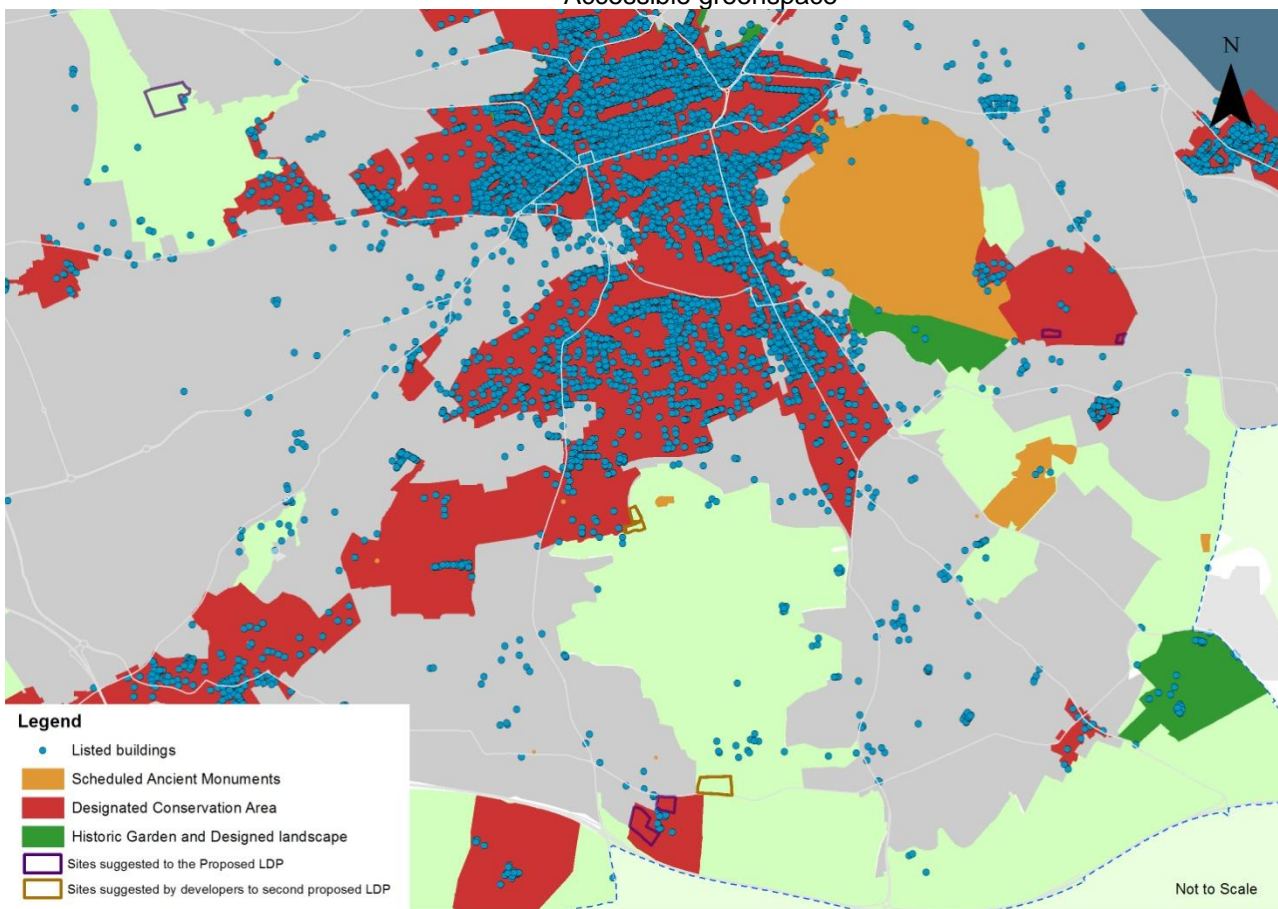 Accessible greenspace
N
Legend
Listed buildings
Scheduled Ancient Monuments
Designated Conservation Area
Historic Garden and Designed landscape
Sites suggested to the Proposed LDP
Sites suggested by developers to second proposed LDP
Not to Scale